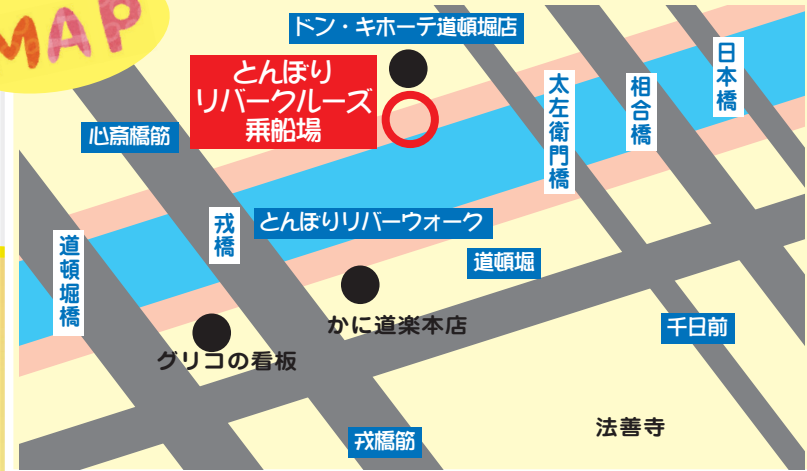 MAP
ドン・キホーテ道頓堀店
とんぼり
リバークルーズ
乗船場
心斎橋筋
太左衛門橋
相合橋
日本橋
戎橋
とんぼりリバーウォーク
道頓堀
道頓堀橋
かに道楽本店
グリコの看板
千日前
戎橋筋
法善寺